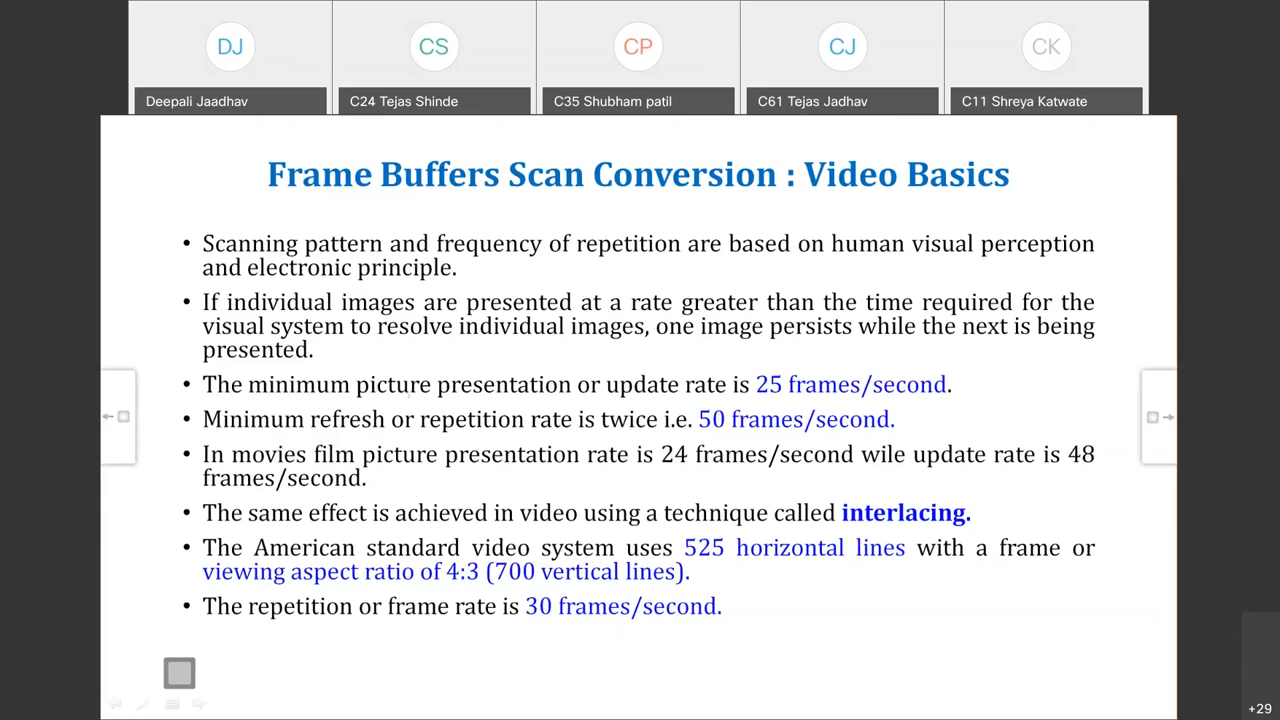 DJ
CS
CP
CJ
CK
Deepali Jaadhav
C24 Tejas Shinde
C35 Shubham patil
C61 Tejas Jadhav
C11 Shreya Katwate
Frame Buffers Scan Conversion : Video Basics
• Scanning pattern and frequency of repetition are based on human visual perception
and electronic principle.
• If individual images are presented at a rate greater than the time required for the
visual system to resolve individual images, one image persists while the next is being
presented.
• The minimum picture presentation or update rate is 25 frames/second.
• Minimum refresh or repetition rate is twice i.e. 50 frames/second.
• In movies film picture presentation rate is 24 frames/second wile update rate is 48
frames/second.
• The same effect is achieved in video using a technique called interlacing.
• The American standard video system uses 525 horizontal lines with a frame or
viewing aspect ratio of 4:3 (700 vertical lines).
• The repetition or frame rate is 30 frames/second.
+29